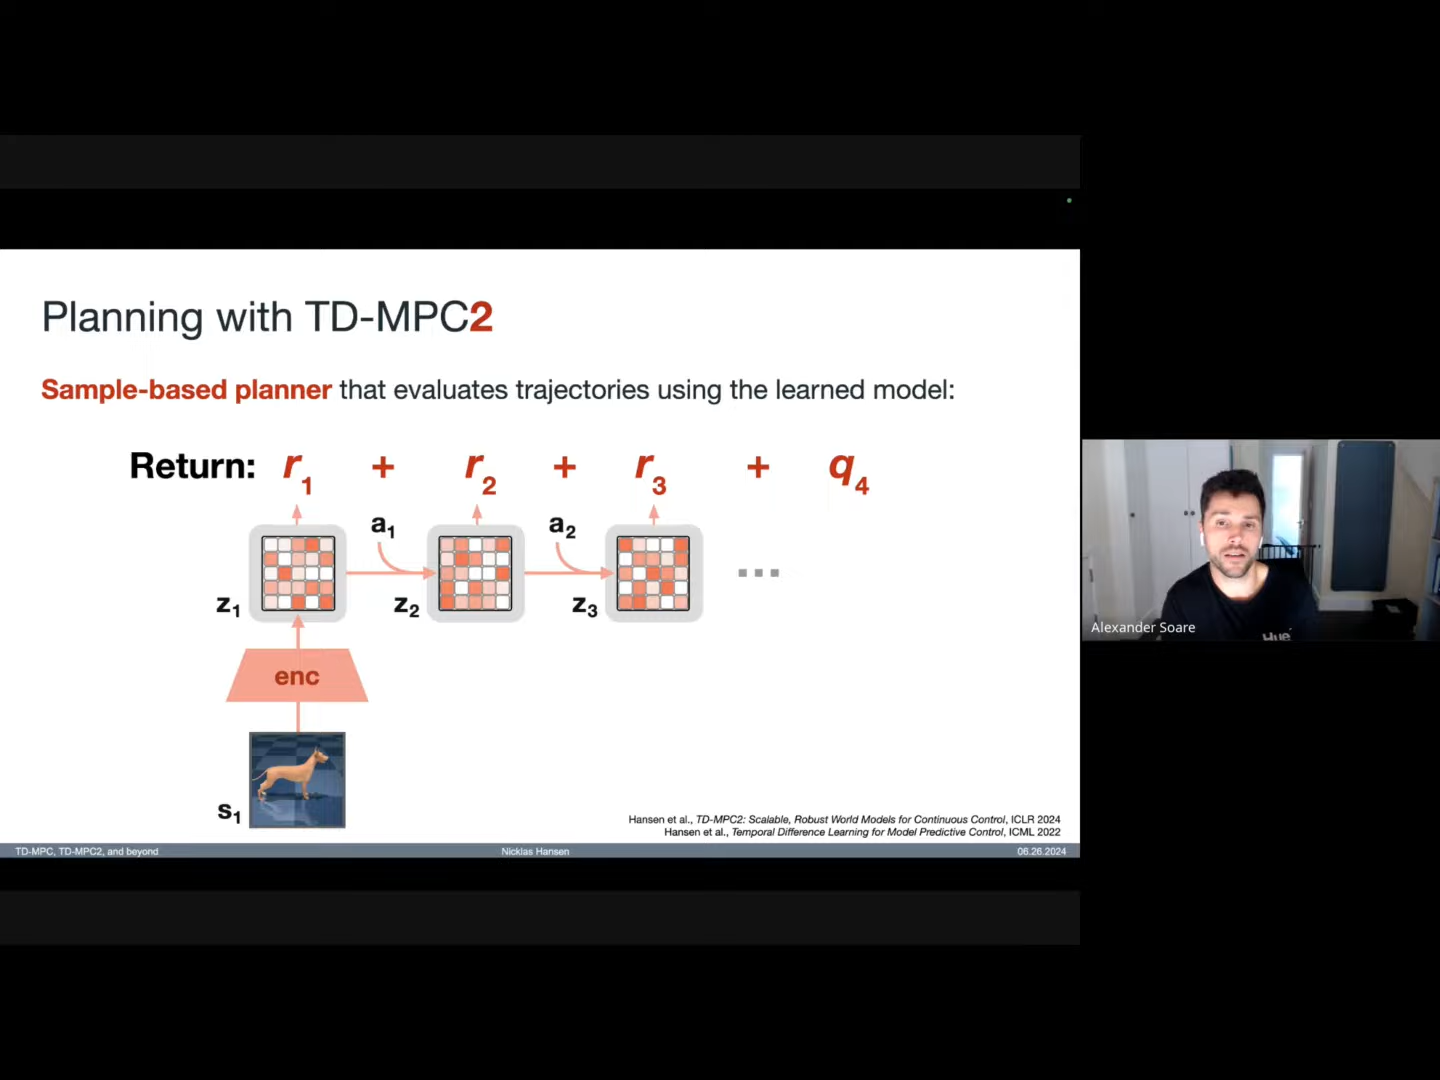 Planning with TD-MPC2
Sample-based planner that evaluates trajectories using the learned model:
Return: r1 + r2 + r3 + q4
a1 a2
z1 z2 z3
enc
s1
Hansen et al., TD-MPC2: Scalable, Robust World Models for Continuous Control, ICLR 2024
Hansen et al., Temporal Difference Learning for Model Predictive Control, ICML 2022
TD-MPC, TD-MPC2, and beyond Nicklas Hansen 06.26.2024
Alexander Soare
Hue